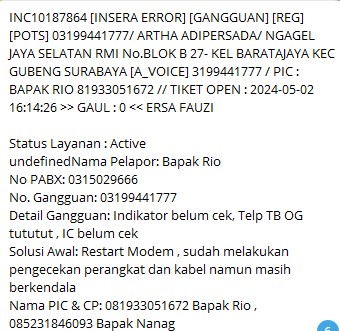 INC10187864 [INSERA ERROR] [GANGGUAN] [REG]
[POTS] 03199441777/ ARTHA ADIPERSADA/ NGAGEL
JAYA SELATAN RMI No.BLOK B 27- KEL BARATAJAYA KEC
GUBENG SURABAYA [A_VOICE] 3199441777 / PIC :
BAPAK RIO 81933051672 // TIKET OPEN : 2024-05-02
16:14:26 >> GAUL : 0 << ERSA FAUZI

Status Layanan : Active
undefinedNama Pelapor: Bapak Rio
No PABX: 0315029666
No. Gangguan: 03199441777
Detail Gangguan: Indikator belum cek, Telp TB OG
tututut , IC belum cek
Solusi Awal: Restart Modem , sudah melakukan
pengecekan perangkat dan kabel namun masih
berkendala
Nama PIC & CP: 081933051672 Bapak Rio ,
085231846093 Bapak Nanag